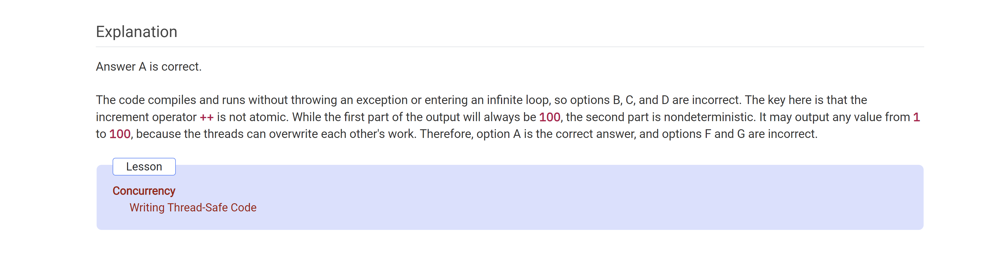 Explanation
Answer A is correct.
The code compiles and runs without throwing an exception or entering an infinite loop, so options B, C, and D are incorrect. The key here is that the
increment operator ++ is not atomic. While the first part of the output will always be 100, the second part is nondeterministic. It may output any value from 1
to 100, because the threads can overwrite each other's work. Therefore, option A is the correct answer, and options F and G are incorrect.
Lesson
Concurrency
Writing Thread-Safe Code